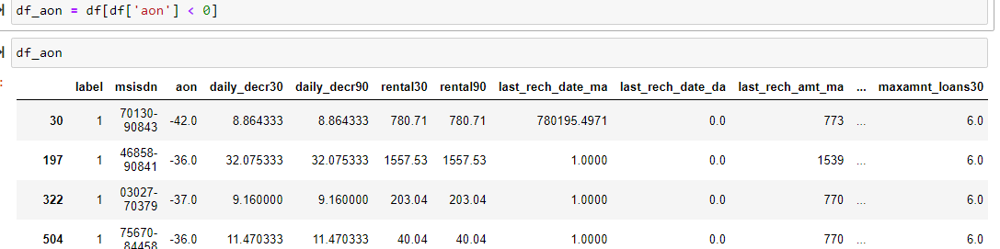 df_aon = df[df['aon'] < 0]
df_aon
label msisdn aon daily_decr30 daily_decr90 rental30 rental90 last_rech_date_ma last_rech_date_da last_rech_amt_ma ... maxamnt_loans30
30 1 70130-90843 -42.0 8.864333 8.864333 780.71 780.71 780195.4971 0.0 773 ... 6.0
197 1 46858-90841 -36.0 32.075333 32.075333 1557.53 1557.53 1.0000 0.0 1539 ... 6.0
322 1 03027-70379 -37.0 9.160000 9.160000 203.04 203.04 1.0000 0.0 770 ... 6.0
504 1 75670-84458 -36.0 11.470333 11.470333 40.04 40.04 1.0000 0.0 770 ... 6.0